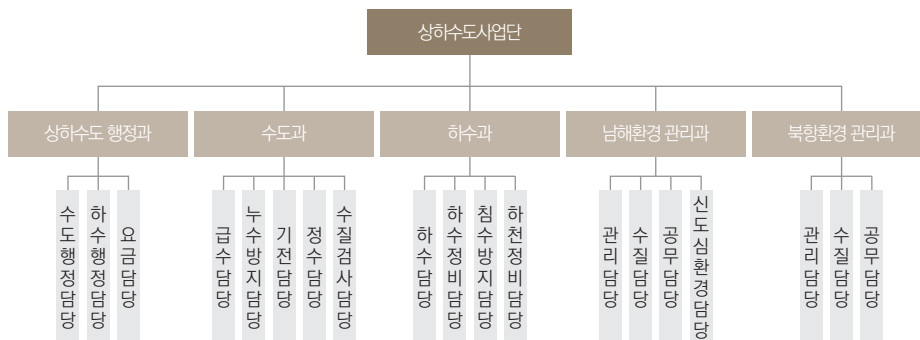 상하수도사업단
상하수도 행정과
수도과
하수과
남해환경 관리과
북항환경 관리과
수도행정담당
하수행정담당
요금담당
급수담당
누수방지담당
기전담당
정수담당
수질검사담당
하수담당
하수정비담당
침수방지담당
하천정비담당
관리담당
수질담당
공무담당
신도심환경담당
관리담당
수질담당
공무담당